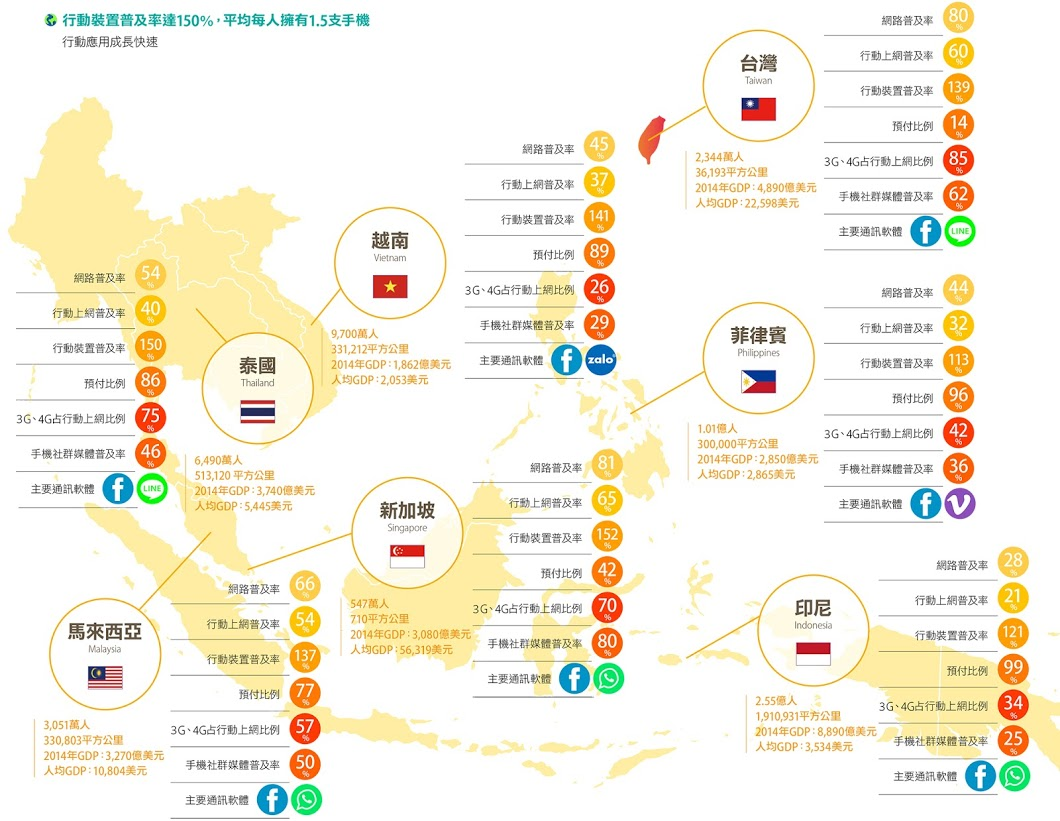 行動裝置普及率達150%，平均每人擁有1.5支手機
行動應用成長快速
台灣
Taiwan
2,344萬人
36,193平方公里
2014年GDP：4,890億美元
人均GDP：22,598美元
網路普及率 80%
行動上網普及率 60%
行動裝置普及率 139%
預付比例 14%
3G、4G占行動上網比例 85%
手機社群媒體普及率 62%
主要通訊軟體 f LINE
越南
Vietnam
9,700萬人
331,212平方公里
2014年GDP：1,862億美元
人均GDP：2,053美元
網路普及率 45%
行動上網普及率 37%
行動裝置普及率 141%
預付比例 89%
3G、4G占行動上網比例 26%
手機社群媒體普及率 29%
主要通訊軟體 f zalo
泰國
Thailand
6,490萬人
513,120 平方公里
2014年GDP：3,740億美元
人均GDP：5,445美元
網路普及率 54%
行動上網普及率 40%
行動裝置普及率 150%
預付比例 86%
3G、4G占行動上網比例 75%
手機社群媒體普及率 46%
主要通訊軟體 f LINE
菲律賓
Philippines
1.01億人
300,000平方公里
2014年GDP：2,850億美元
人均GDP：2,865美元
網路普及率 44%
行動上網普及率 32%
行動裝置普及率 113%
預付比例 96%
3G、4G占行動上網比例 42%
手機社群媒體普及率 36%
主要通訊軟體 f
新加坡
Singapore
547萬人
710平方公里
2014年GDP：3,080億美元
人均GDP：56,319美元
網路普及率 81%
行動上網普及率 65%
行動裝置普及率 152%
預付比例 42%
3G、4G占行動上網比例 70%
手機社群媒體普及率 80%
主要通訊軟體 f
馬來西亞
Malaysia
3,051萬人
330,803平方公里
2014年GDP：3,270億美元
人均GDP：10,804美元
網路普及率 66%
行動上網普及率 54%
行動裝置普及率 137%
預付比例 77%
3G、4G占行動上網比例 57%
手機社群媒體普及率 50%
主要通訊軟體 f
印尼
Indonesia
2.55億人
1,910,931平方公里
2014年GDP：8,890億美元
人均GDP：3,534美元
網路普及率 28%
行動上網普及率 21%
行動裝置普及率 121%
預付比例 99%
3G、4G占行動上網比例 34%
手機社群媒體普及率 25%
主要通訊軟體 f